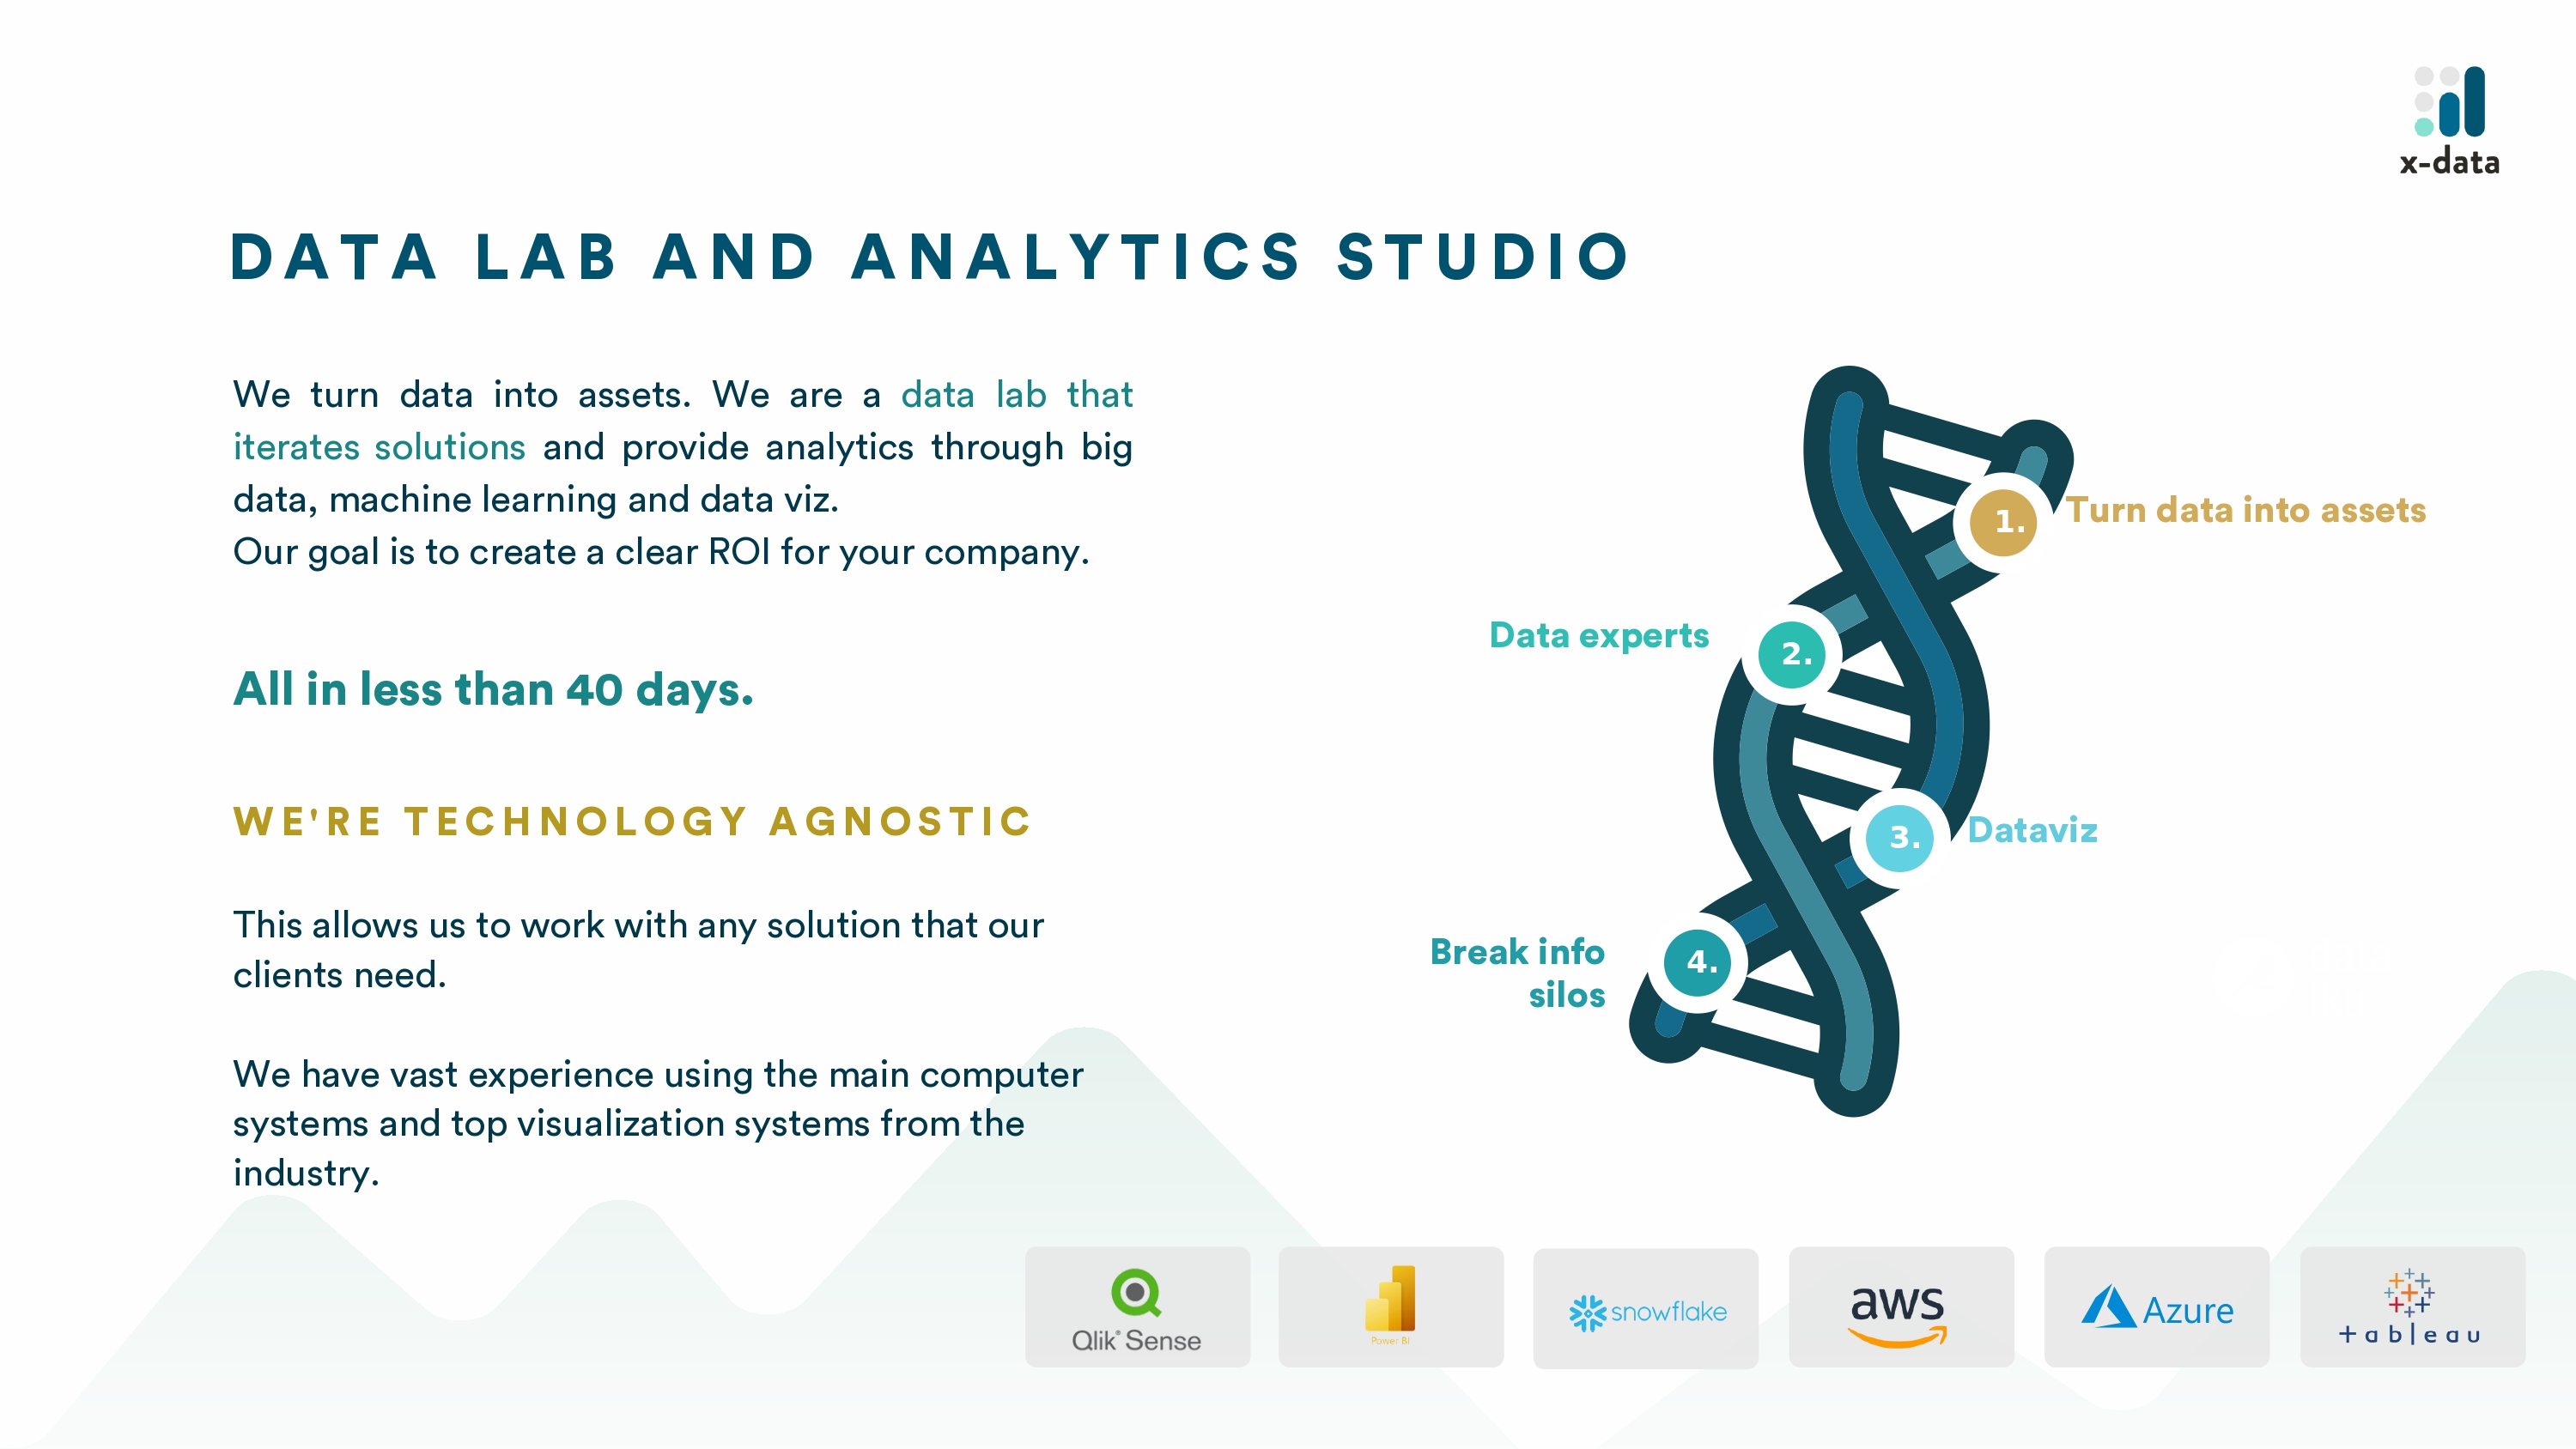 x-data
DATA LAB AND ANALYTICS STUDIO
We turn data into assets. We are a data lab that
iterates solutions and provide analytics through big
data, machine learning and data viz.
Our goal is to create a clear ROI for your company.
All in less than 40 days.
WE'RE TECHNOLOGY AGNOSTIC
This allows us to work with any solution that our
clients need.
We have vast experience using the main computer
systems and top visualization systems from the
industry.
1. Turn data into assets
Data experts 2.
3. Dataviz
Break info
silos
4.
Qlik Sense
Power BI
snowflake
aws
Azure
+ableau